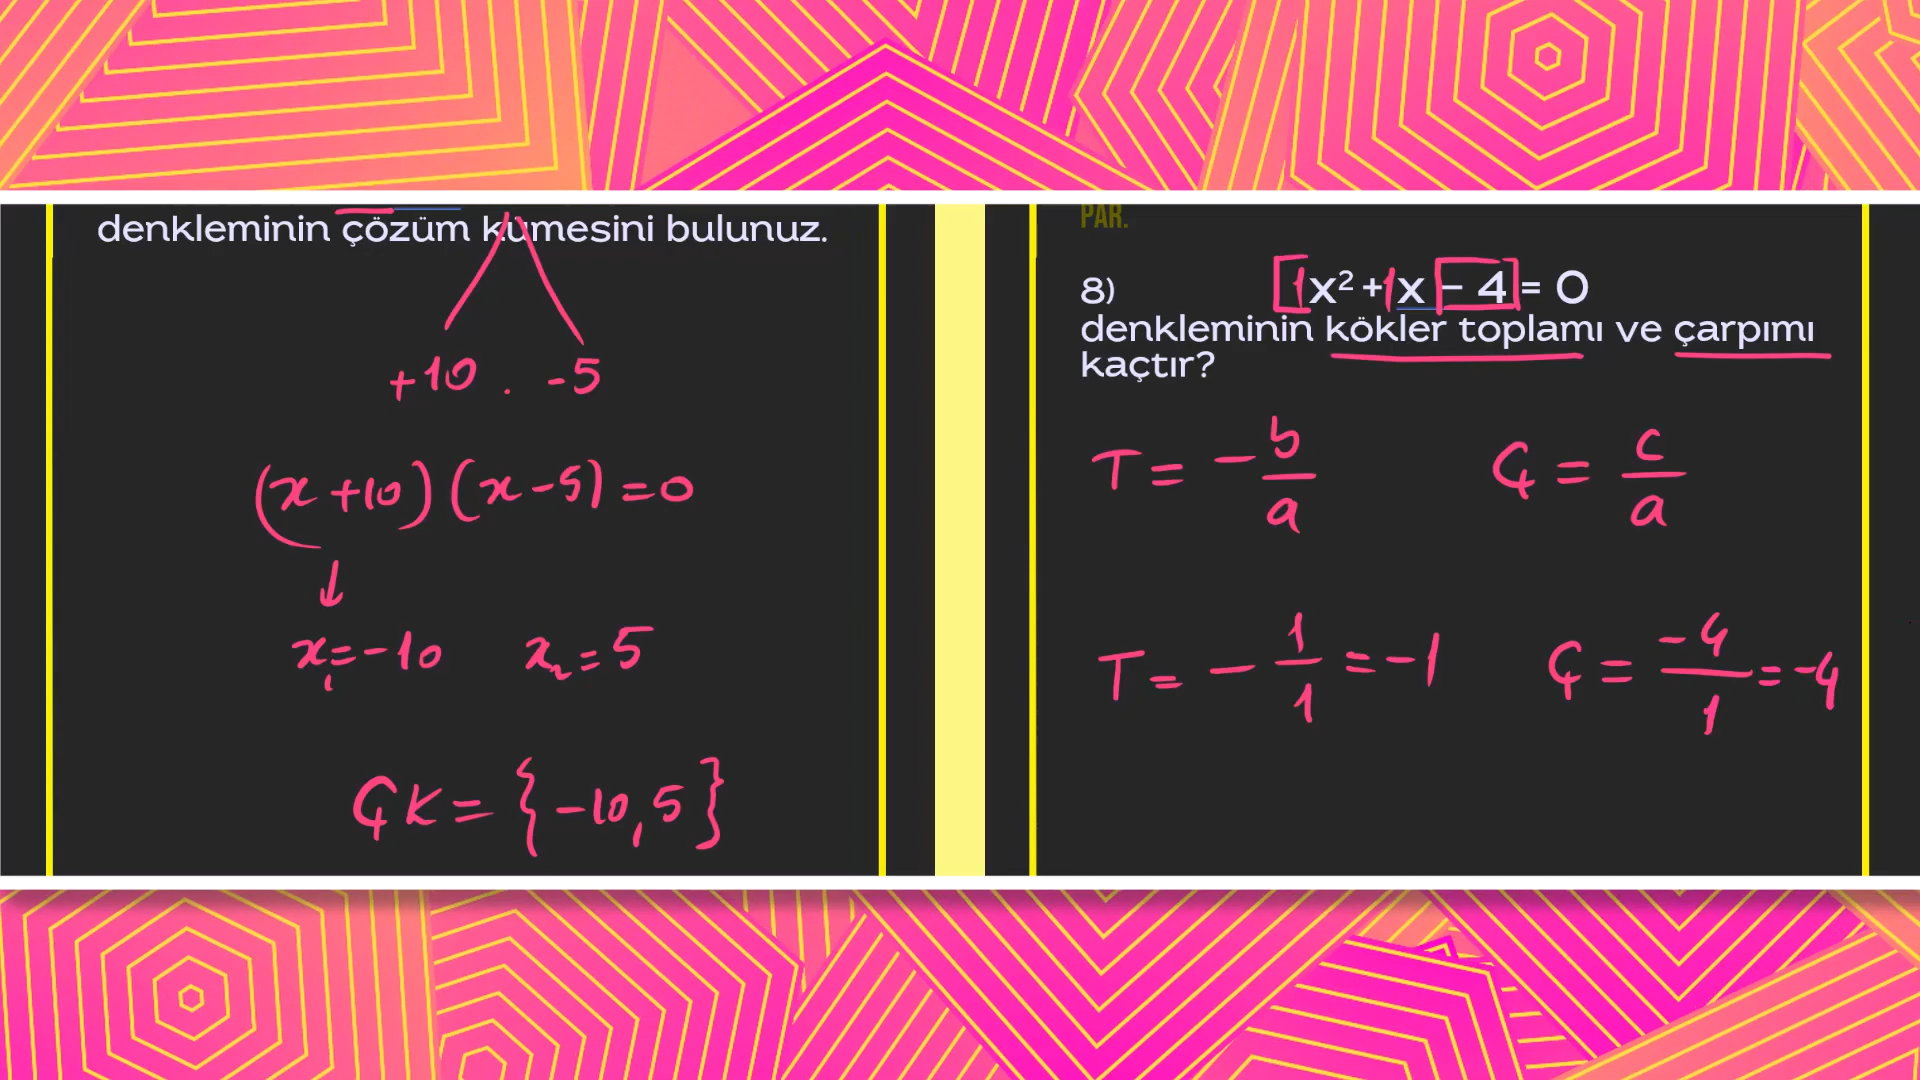 denkleminin çözüm kümesini bulunuz.
+10 . -5
(x+10)(x-5)=0
↓
x₁=-10 x₂=5
ÇK={-10,5}
PAR.
8) [1x²+1x-4]=0
denkleminin kökler toplamı ve çarpımı
kaçtır?
T = - b/a Ç = c/a
T = - 1/1 = -1 Ç = -4/1 = -4